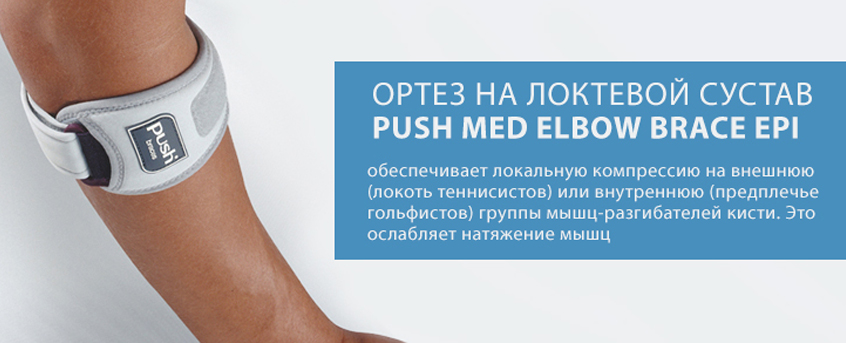 push
braces
ОРТЕЗ НА ЛОКТЕВОЙ СУСТАВ
PUSH MED ELBOW BRACE EPI
обеспечивает локальную компрессию на внешнюю
(локоть теннисистов) или внутреннюю (предплечье
гольфистов) группы мышц-разгибателей кисти. Это
ослабляет натяжение мышц